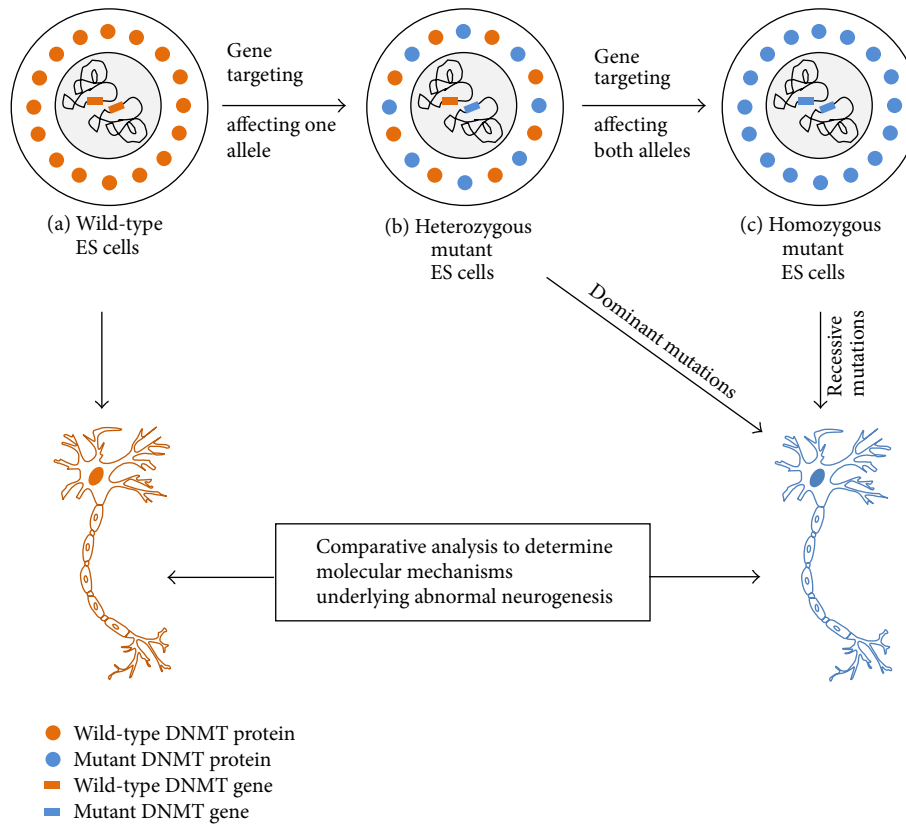 Gene
targeting
affecting one
allele
Gene
targeting
affecting
both alleles
(a) Wild-type
ES cells
(b) Heterozygous
mutant
ES cells
(c) Homozygous
mutant
ES cells
Dominant mutations
Recessive
mutations
Comparative analysis to determine
molecular mechanisms
underlying abnormal neurogenesis
Wild-type DNMT protein
Mutant DNMT protein
Wild-type DNMT gene
Mutant DNMT gene